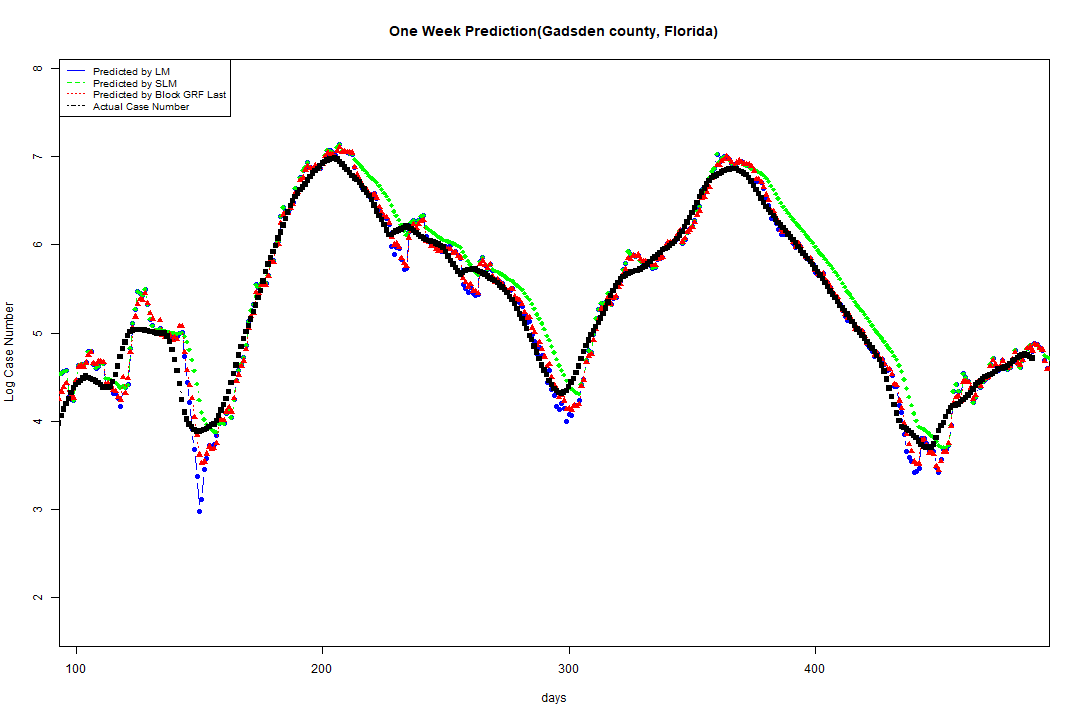 One Week Prediction(Gadsden county, Florida)
Predicted by LM
Predicted by SLM
Predicted by Block GRF Last
Actual Case Number
8
7
6
5
4
3
2
Log Case Number
100 200 300 400
days